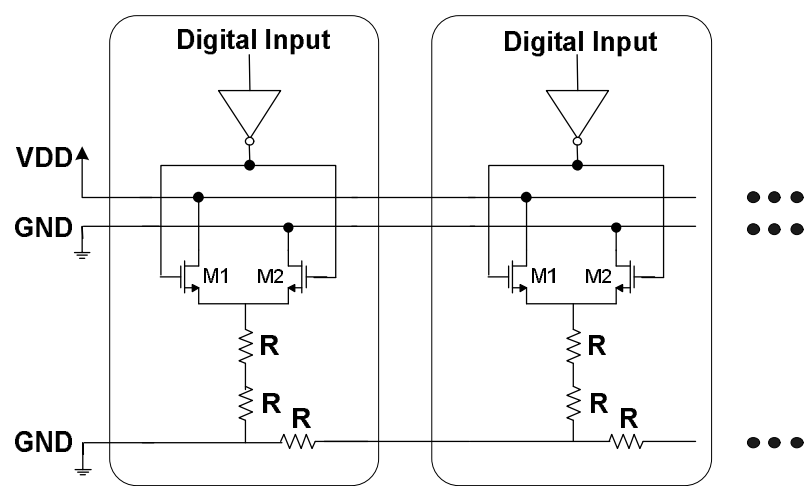 Digital Input Digital Input
VDD
GND
M1 M2 M1 M2
R R
R R
R R
GND